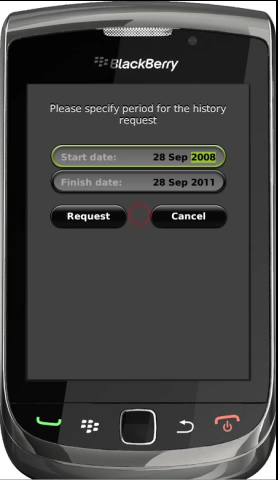 BlackBerry
Please specify period for the history
request
Start date: 28 Sep 2008
Finish date: 28 Sep 2011
Request Cancel